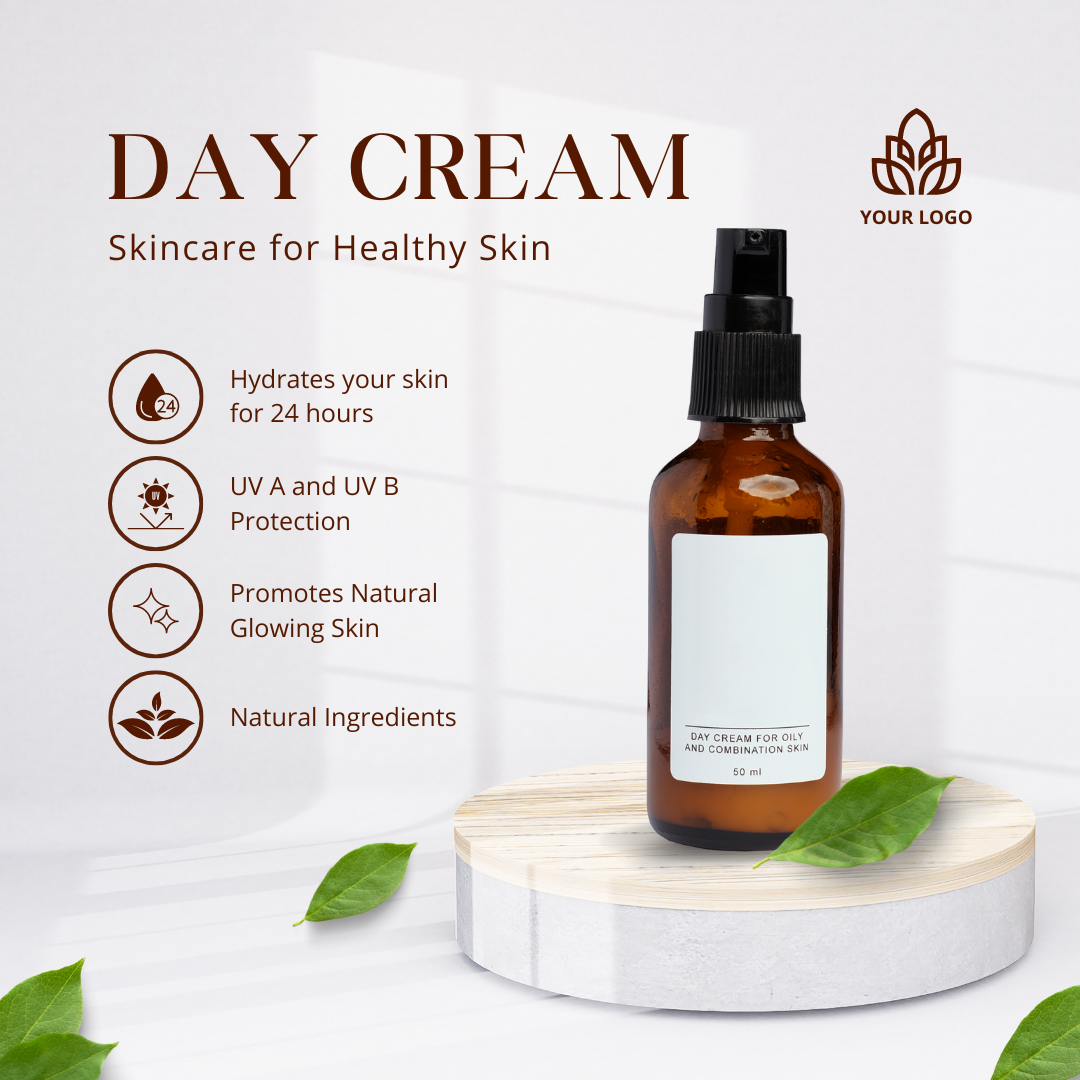 DAY CREAM
Skincare for Healthy Skin
YOUR LOGO
Hydrates your skin
for 24 hours
24
UV A and UV B
Protection
UV
Promotes Natural
Glowing Skin
Natural Ingredients
DAY CREAM FOR OILY
AND COMBINATION SKIN
50 ml